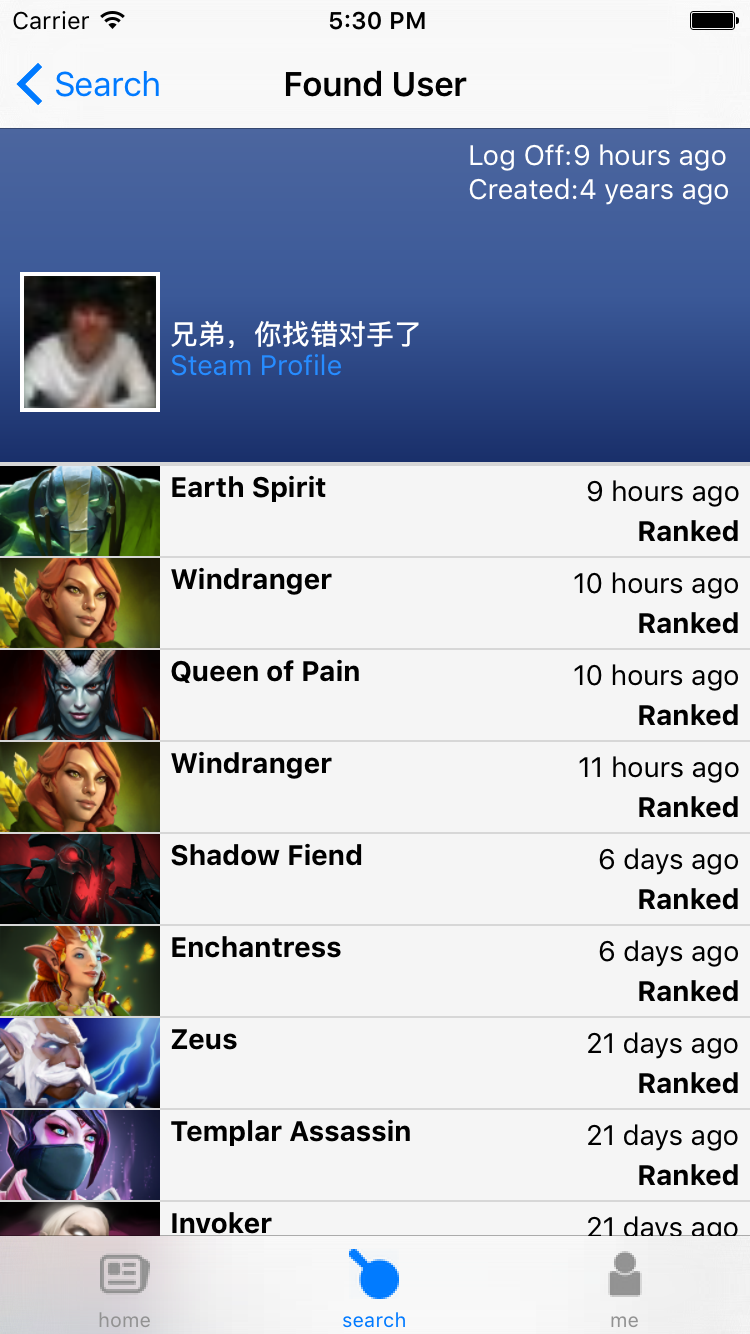 Carrier 5:30 PM
Search Found User
Log Off:9 hours ago
Created:4 years ago
兄弟，你找错对手了
Steam Profile
Earth Spirit 9 hours ago
Ranked
Windranger 10 hours ago
Ranked
Queen of Pain 10 hours ago
Ranked
Windranger 11 hours ago
Ranked
Shadow Fiend 6 days ago
Ranked
Enchantress 6 days ago
Ranked
Zeus 21 days ago
Ranked
Templar Assassin 21 days ago
Ranked
Invoker 21 days ago
home search me